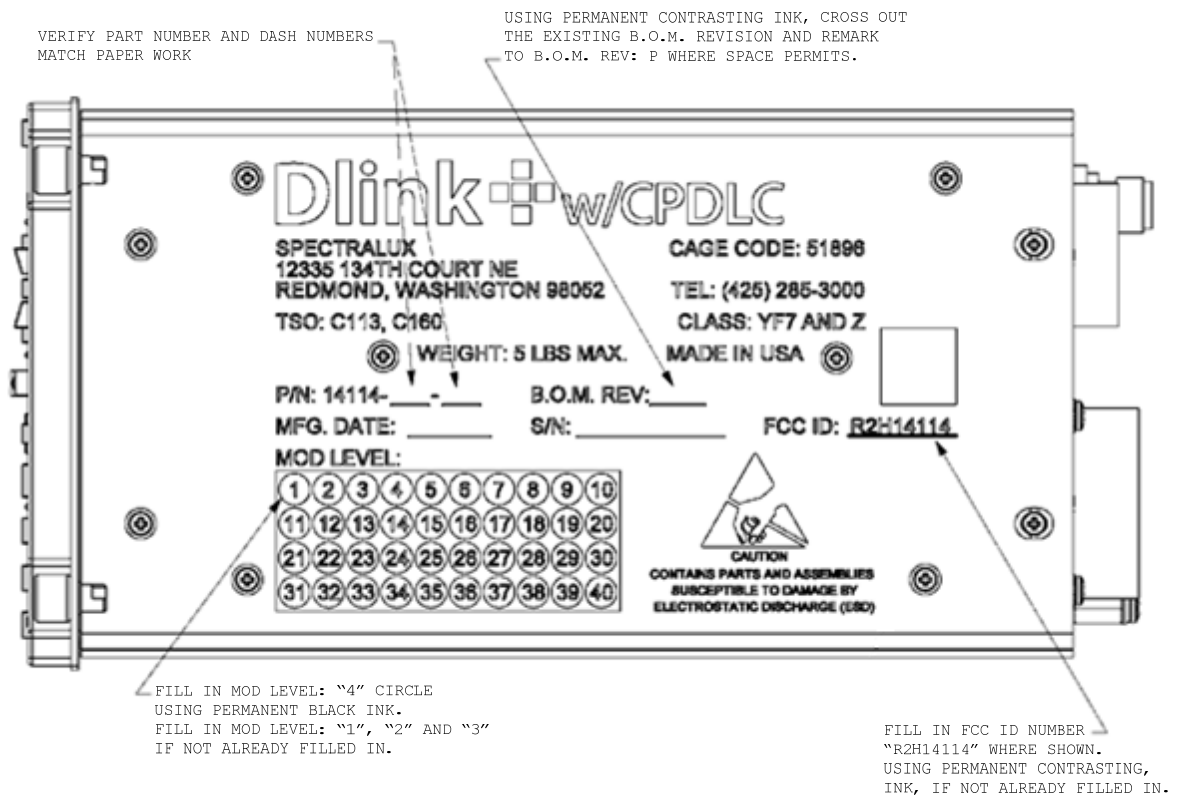 USING PERMANENT CONTRASTING INK, CROSS OUT
THE EXISTING B.O.M. REVISION AND REMARK
TO B.O.M. REV: P WHERE SPACE PERMITS.
VERIFY PART NUMBER AND DASH NUMBERS
MATCH PAPER WORK
Dlink w/CPDLC
SPECTRALUX CAGE CODE: 51896
12335 134TH COURT NE
REDMOND, WASHINGTON 98052 TEL: (425) 285-3000
TSO: C113, C160 CLASS: YF7 AND Z
WEIGHT: 5 LBS MAX. MADE IN USA
P/N: 14114-___-___ B.O.M. REV:____
MFG. DATE: ______ S/N: __________ FCC ID: R2H14114
MOD LEVEL:
1 2 3 4 5 6 7 8 9 10
11 12 13 14 15 16 17 18 19 20
21 22 23 24 25 26 27 28 29 30
31 32 33 34 35 36 37 38 39 40
CAUTION
CONTAINS PARTS AND ASSEMBLIES
SUSCEPTIBLE TO DAMAGE BY
ELECTROSTATIC DISCHARGE (ESD)
FILL IN MOD LEVEL: “4” CIRCLE
USING PERMANENT BLACK INK.
FILL IN MOD LEVEL: “1”, “2” AND “3”
IF NOT ALREADY FILLED IN.
FILL IN FCC ID NUMBER
“R2H14114” WHERE SHOWN.
USING PERMANENT CONTRASTING,
INK, IF NOT ALREADY FILLED IN.